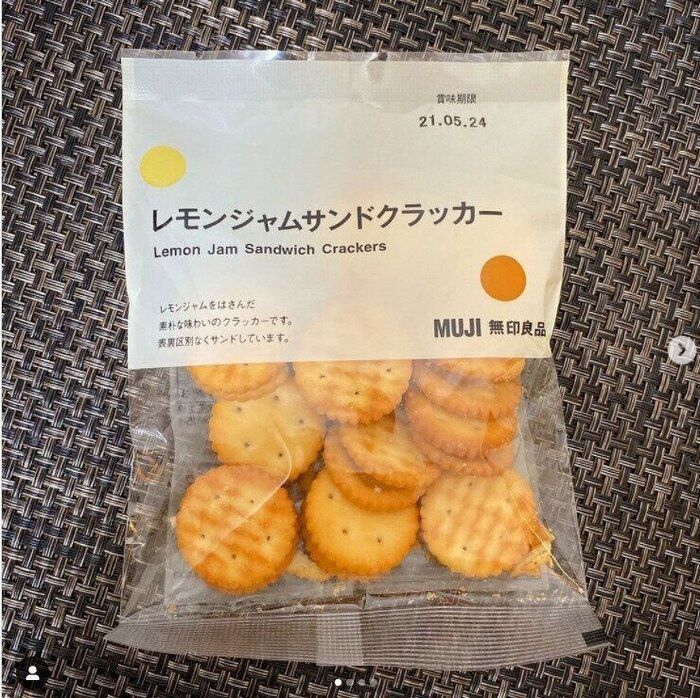 賞味期限
21.05.24
レモンジャムサンドクラッカー
Lemon Jam Sandwich Crackers
レモンジャムをはさんだ
素朴な味わいのクラッカーです。
表裏区別なくサンドしています。
MUJI 無印良品